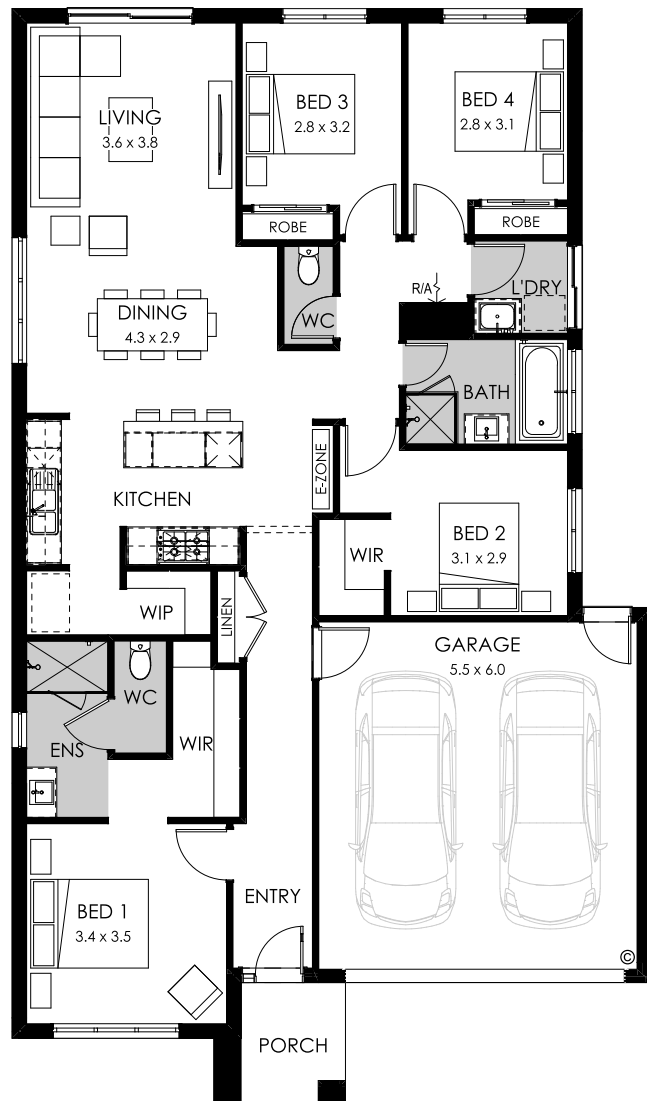 LIVING
3.6 x 3.8
BED 3
2.8 x 3.2
BED 4
2.8 x 3.1
ROBE
ROBE
R/A
L'DRY
WC
DINING
4.3 x 2.9
BATH
KITCHEN
E-ZONE
BED 2
3.1 x 2.9
WIR
WIP
LINEN
GARAGE
5.5 x 6.0
WC
ENS
WIR
BED 1
3.4 x 3.5
ENTRY
©
PORCH